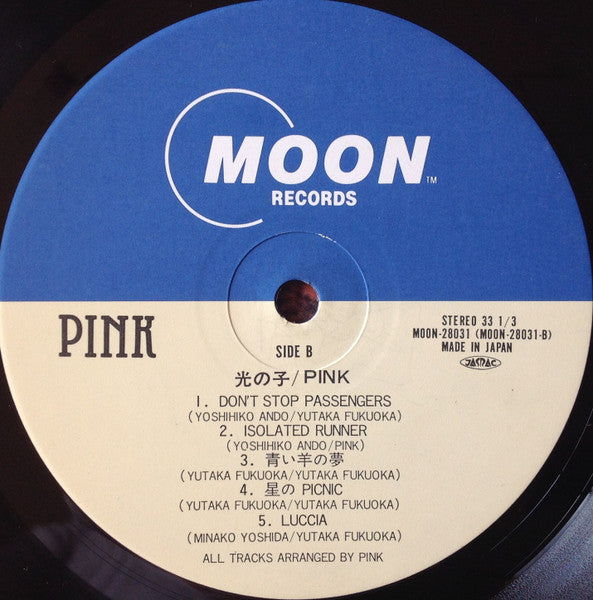 MOON™
RECORDS
PINK
STEREO 33 1/3
MOON-28031 (MOON-28031-B)
MADE IN JAPAN
JASRAC
SIDE B
光の子/PINK
1. DON'T STOP PASSENGERS
(YOSHIHIKO ANDO/YUTAKA FUKUOKA)
2. ISOLATED RUNNER
(YOSHIHIKO ANDO/PINK)
3. 青い羊の夢
(YUTAKA FUKUOKA/YUTAKA FUKUOKA)
4. 星の PICNIC
(YUTAKA FUKUOKA/YUTAKA FUKUOKA)
5. LUCCIA
(MINAKO YOSHIDA/YUTAKA FUKUOKA)
ALL TRACKS ARRANGED BY PINK